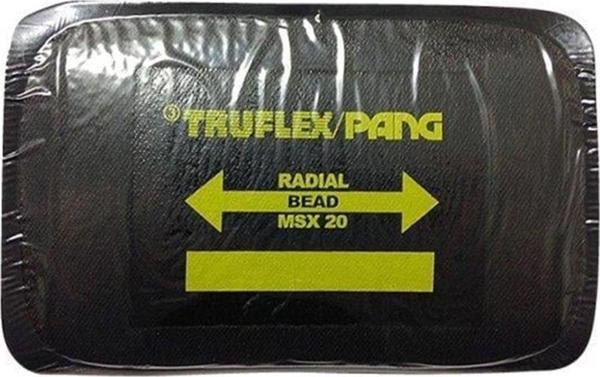 TRUFLEX/PANG
RADIAL
BEAD
MSX 20